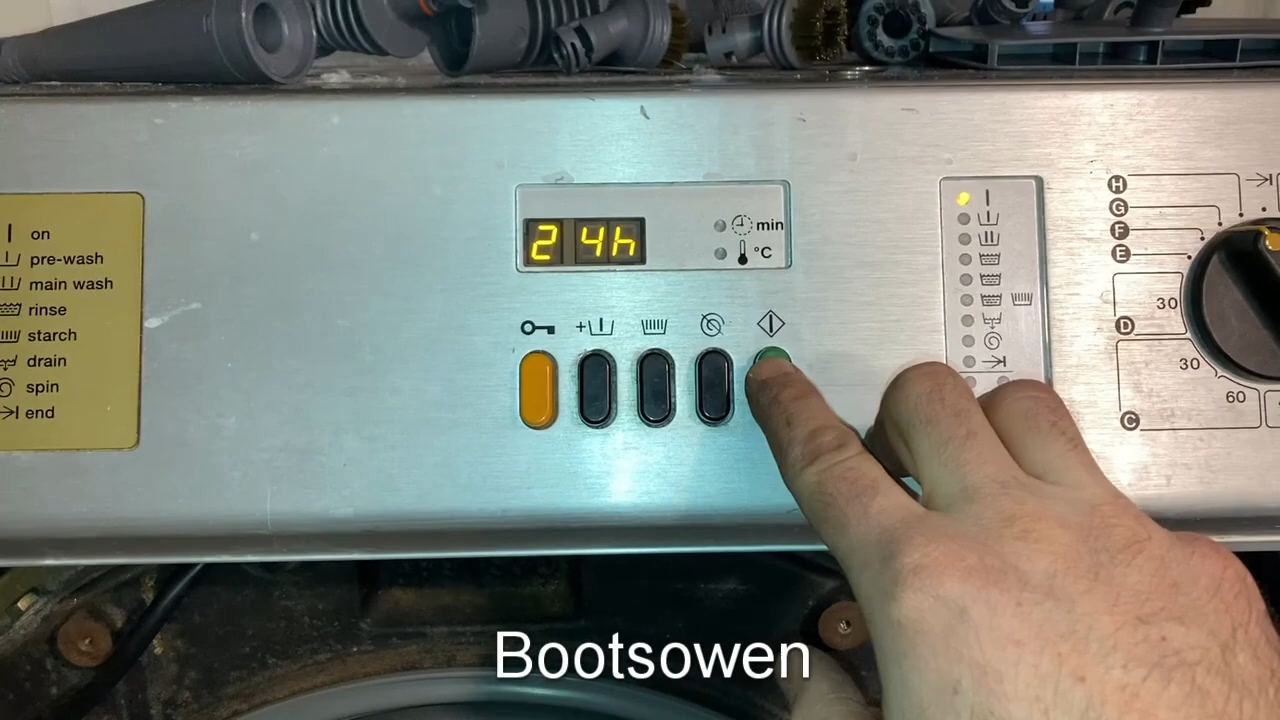 on
pre-wash
main wash
rinse
starch
drain
spin
end
24h
min
°C
H
G
F
E
30
D
30
60
C
Bootsowen